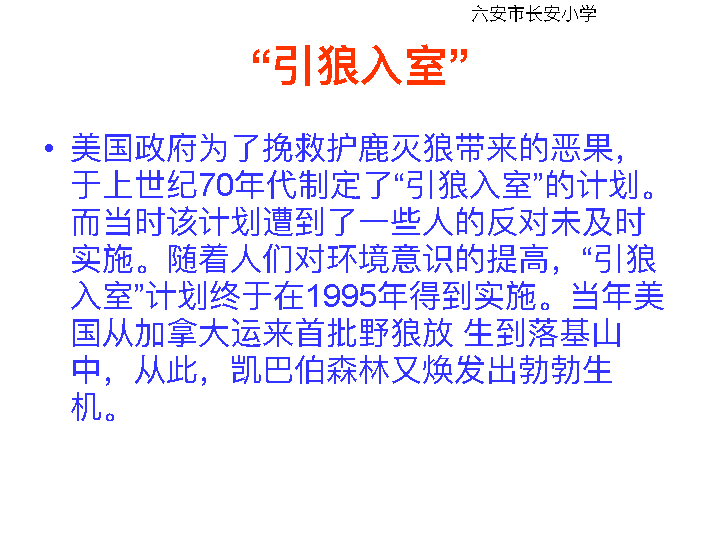 六安市长安小学
“引狼入室”
• 美国政府为了挽救护鹿灭狼带来的恶果，
于上世纪70年代制定了“引狼入室”的计划。
而当时该计划遭到了一些人的反对未及时
实施。随着人们对环境意识的提高，“引狼
入室”计划终于在1995年得到实施。当年美
国从加拿大运来首批野狼放 生到落基山
中，从此，凯巴伯森林又焕发出勃勃生
机。